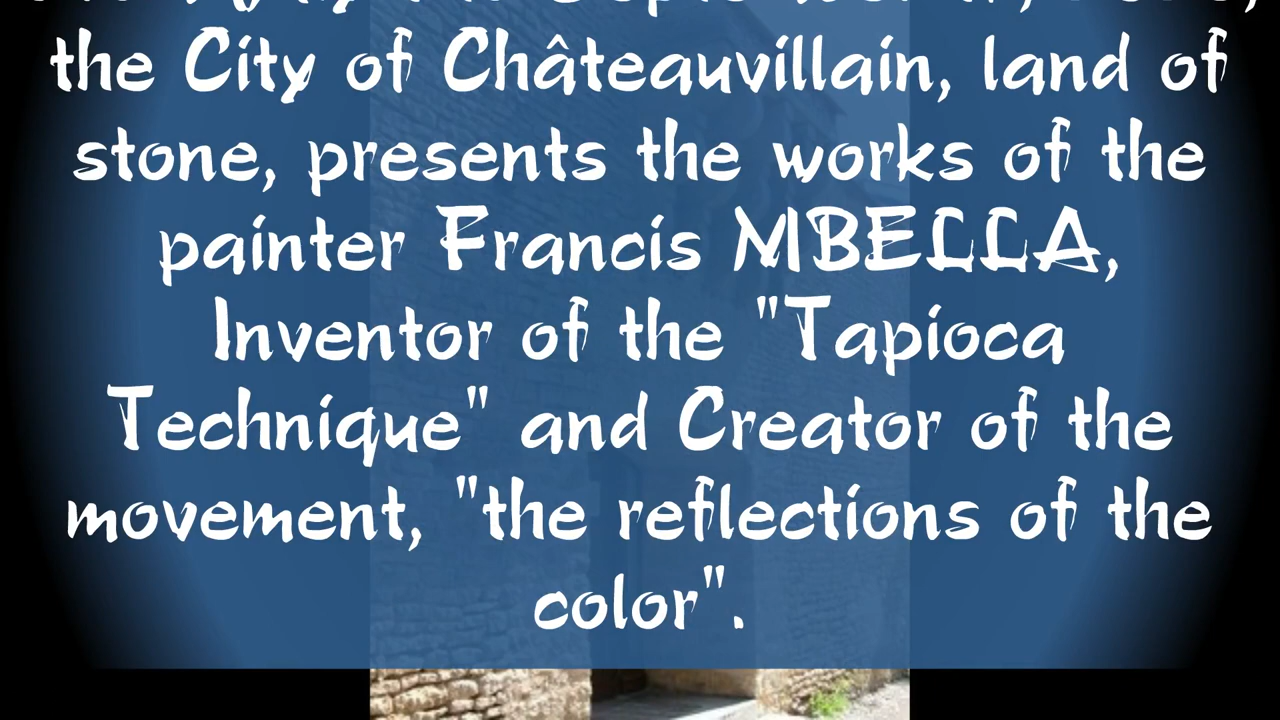 the City of Châteauvillain, land of
stone, presents the works of the
painter Francis MBELLA,
Inventor of the "Tapioca
Technique" and Creator of the
movement, "the reflections of the
color".